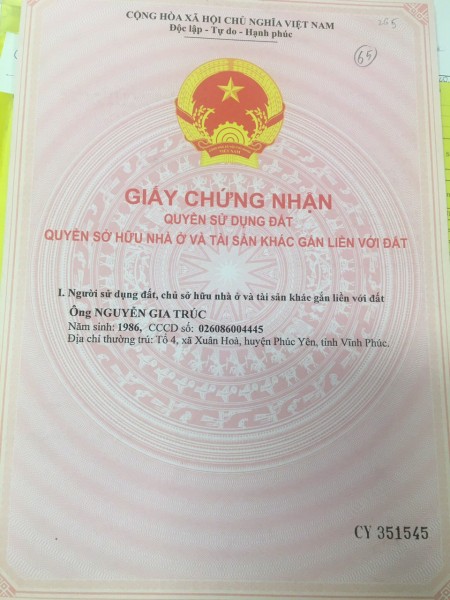 CỘNG HÒA XÃ HỘI CHỦ NGHĨA VIỆT NAM
Độc lập - Tự do - Hạnh phúc
265
65
GIẤY CHỨNG NHẬN
QUYỀN SỬ DỤNG ĐẤT
QUYỀN SỞ HỮU NHÀ Ở VÀ TÀI SẢN KHÁC GẮN LIỀN VỚI ĐẤT
I. Người sử dụng đất, chủ sở hữu nhà ở và tài sản khác gắn liền với đất
Ông NGUYỄN GIA TRÚC
Năm sinh: 1986, CCCD số: 026086004445
Địa chỉ thường trú: Tổ 4, xã Xuân Hoà, huyện Phúc Yên, tỉnh Vĩnh Phúc.
CY 351545